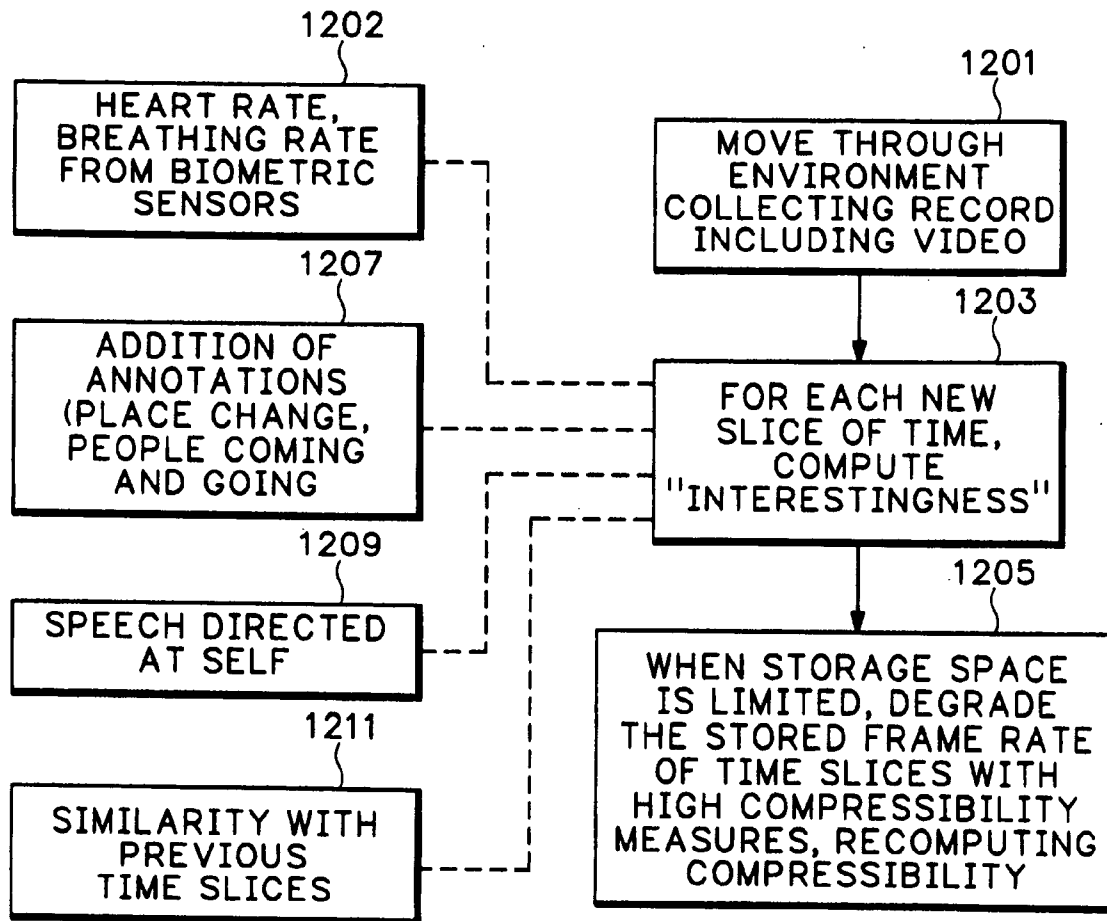 1202
HEART RATE,
BREATHING RATE
FROM BIOMETRIC
SENSORS
1207
ADDITION OF
ANNOTATIONS
(PLACE CHANGE,
PEOPLE COMING
AND GOING
1209
SPEECH DIRECTED
AT SELF
1211
SIMILARITY WITH
PREVIOUS
TIME SLICES
1201
MOVE THROUGH
ENVIRONMENT
COLLECTING RECORD
INCLUDING VIDEO
1203
FOR EACH NEW
SLICE OF TIME,
COMPUTE
"INTERESTINGNESS"
1205
WHEN STORAGE SPACE
IS LIMITED, DEGRADE
THE STORED FRAME RATE
OF TIME SLICES WITH
HIGH COMPRESSIBILITY
MEASURES, RECOMPUTING
COMPRESSIBILITY